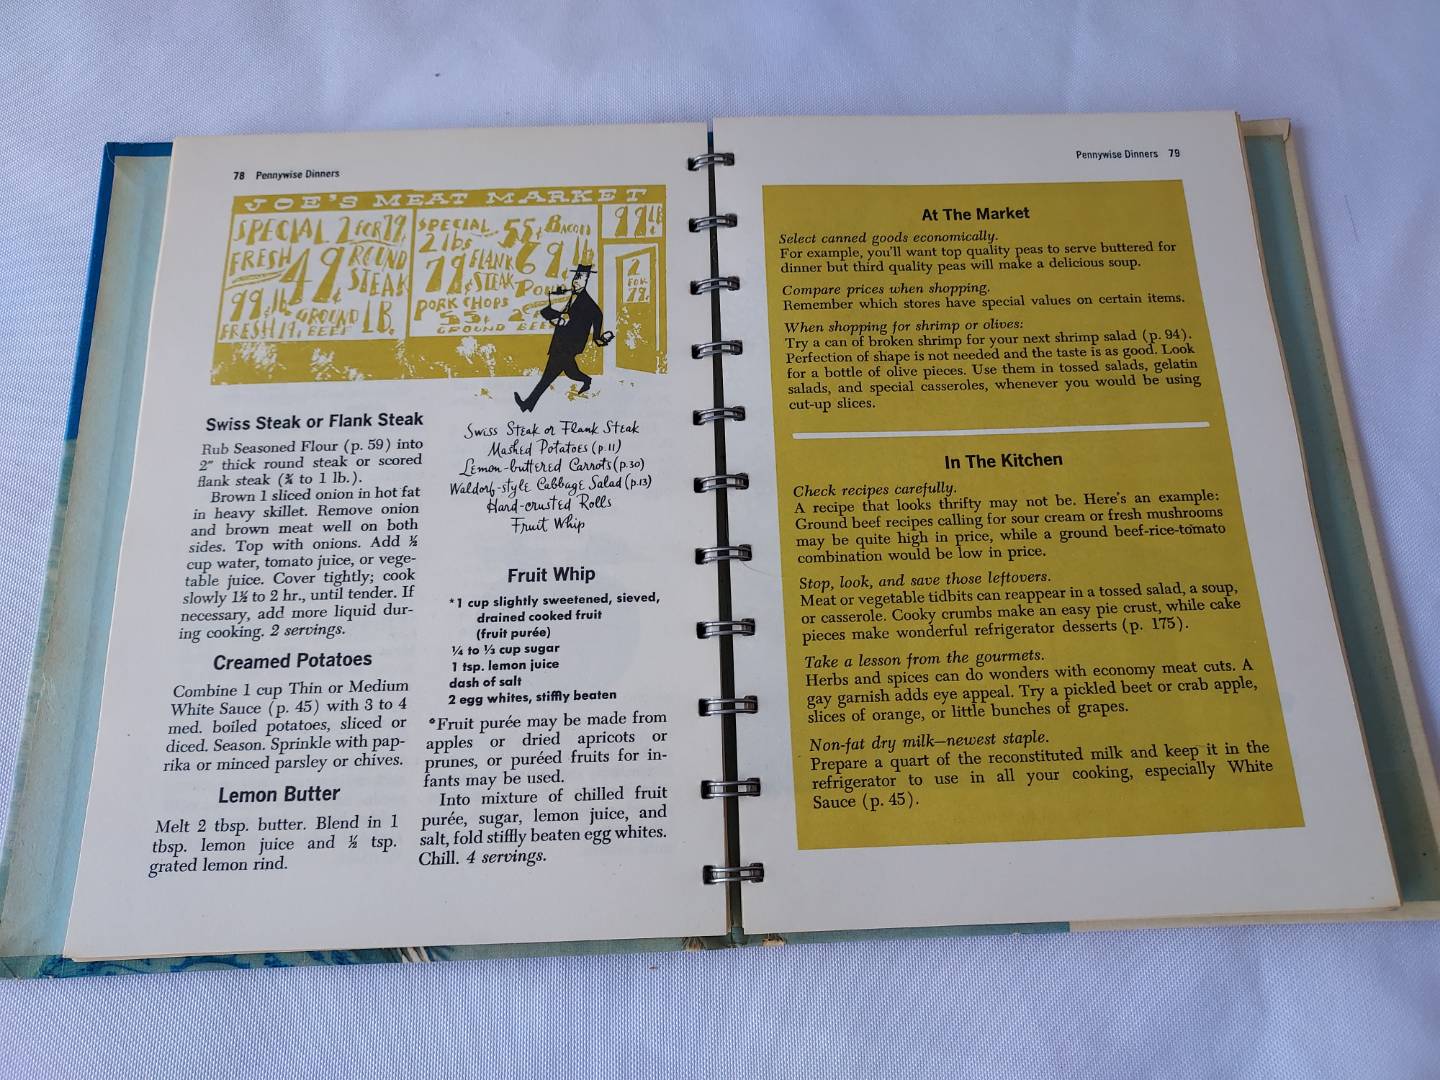 78 Pennywise Dinners
JOE'S MEAT MARKET
SPECIAL 2 FOR 79¢
FRESH 49¢ ROUND STEAK
99¢ lb GROUND BEEF 1 LB.
FRESH
SPECIAL 55¢ BACON
2 lbs
79¢ FLANK STEAK 69 lb
PORK CHOPS
55¢
GROUND BEEF
99 LB
2 FOR 79¢
Swiss Steak or Flank Steak
Rub Seasoned Flour (p. 59) into
2" thick round steak or scored
flank steak (¾ to 1 lb.).
Brown 1 sliced onion in hot fat
in heavy skillet. Remove onion
and brown meat well on both
sides. Top with onions. Add ½
cup water, tomato juice, or vege-
table juice. Cover tightly; cook
slowly 1½ to 2 hr., until tender. If
necessary, add more liquid dur-
ing cooking. 2 servings.
Creamed Potatoes
Combine 1 cup Thin or Medium
White Sauce (p. 45) with 3 to 4
med. boiled potatoes, sliced or
diced. Season. Sprinkle with pap-
rika or minced parsley or chives.
Lemon Butter
Melt 2 tbsp. butter. Blend in 1
tbsp. lemon juice and ½ tsp.
grated lemon rind.
Swiss Steak or Flank Steak
Mashed Potatoes (p. 11)
Lemon-buttered Carrots (p. 30)
Waldorf-style Cabbage Salad (p. 13)
Hard-crusted Rolls
Fruit Whip
Fruit Whip
*1 cup slightly sweetened, sieved,
drained cooked fruit
(fruit purée)
¼ to ⅓ cup sugar
1 tsp. lemon juice
dash of salt
2 egg whites, stiffly beaten
*Fruit purée may be made from
apples or dried apricots or
prunes, or puréed fruits for in-
fants may be used.
Into mixture of chilled fruit
purée, sugar, lemon juice, and
salt, fold stiffly beaten egg whites.
Chill. 4 servings.
Pennywise Dinners 79
At The Market
Select canned goods economically.
For example, you'll want top quality peas to serve buttered for
dinner but third quality peas will make a delicious soup.
Compare prices when shopping.
Remember which stores have special values on certain items.
When shopping for shrimp or olives:
Try a can of broken shrimp for your next shrimp salad (p. 94).
Perfection of shape is not needed and the taste is as good. Look
for a bottle of olive pieces. Use them in tossed salads, gelatin
salads, and special casseroles, whenever you would be using
cut-up slices.
In The Kitchen
Check recipes carefully.
A recipe that looks thrifty may not be. Here's an example:
Ground beef recipes calling for sour cream or fresh mushrooms
may be quite high in price, while a ground beef-rice-tomato
combination would be low in price.
Stop, look, and save those leftovers.
Meat or vegetable tidbits can reappear in a tossed salad, a soup,
or casserole. Cooky crumbs make an easy pie crust, while cake
pieces make wonderful refrigerator desserts (p. 175).
Take a lesson from the gourmets.
Herbs and spices can do wonders with economy meat cuts. A
gay garnish adds eye appeal. Try a pickled beet or crab apple,
slices of orange, or little bunches of grapes.
Non-fat dry milk—newest staple.
Prepare a quart of the reconstituted milk and keep it in the
refrigerator to use in all your cooking, especially White
Sauce (p. 45).